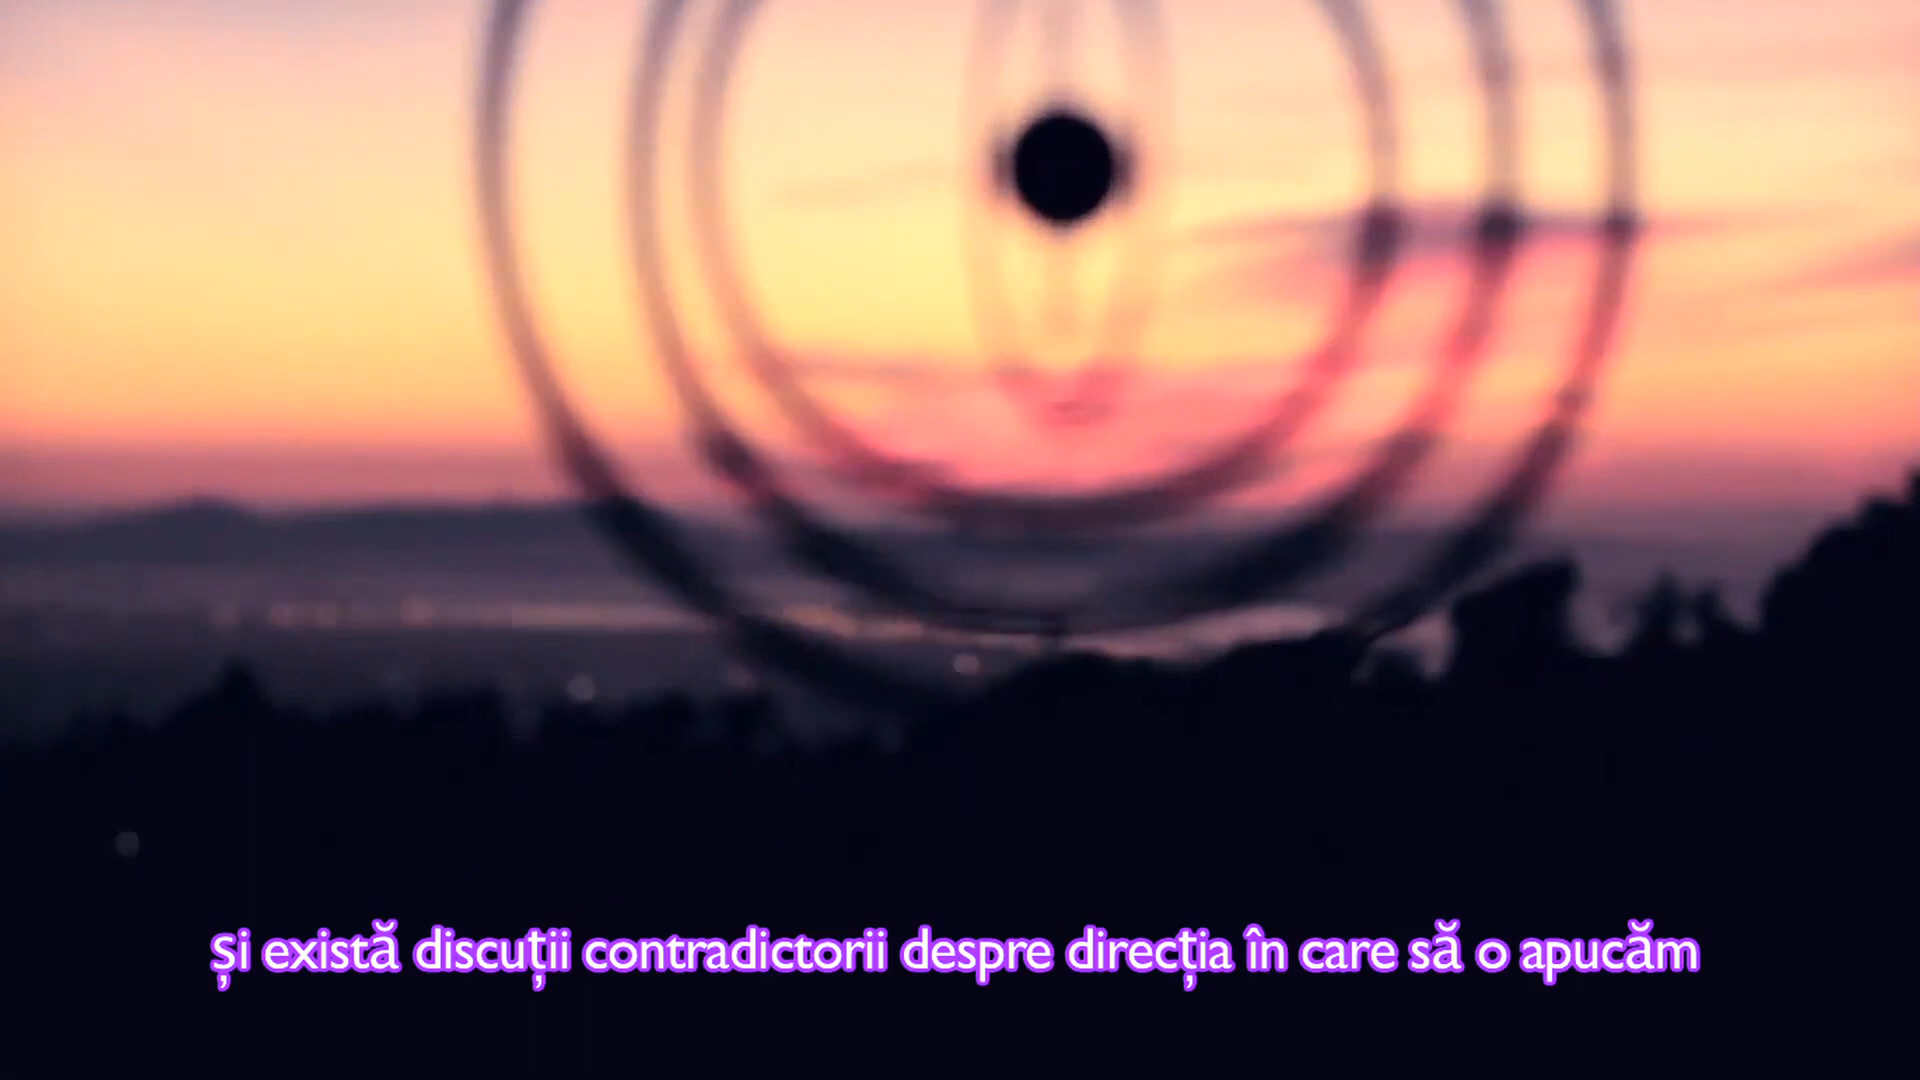 și există discuții contradictorii despre direcția în care să o apucăm